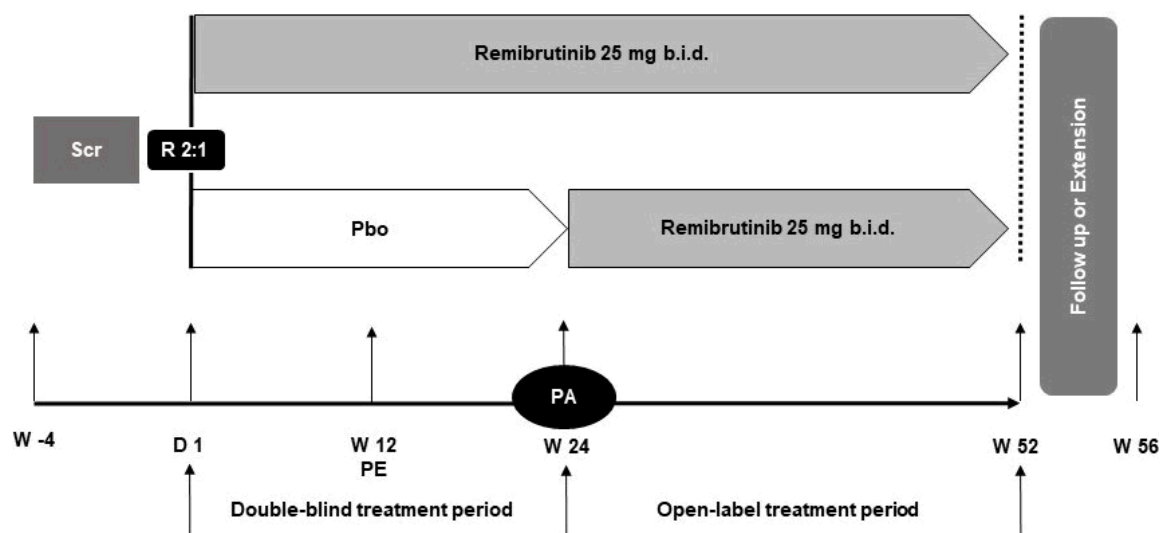 Remibrutinib 25 mg b.i.d.
Scr
R 2:1
Pbo
Remibrutinib 25 mg b.i.d.
Follow up or Extension
PA
W -4
D 1
W 12
PE
W 24
W 52
W 56
Double-blind treatment period
Open-label treatment period